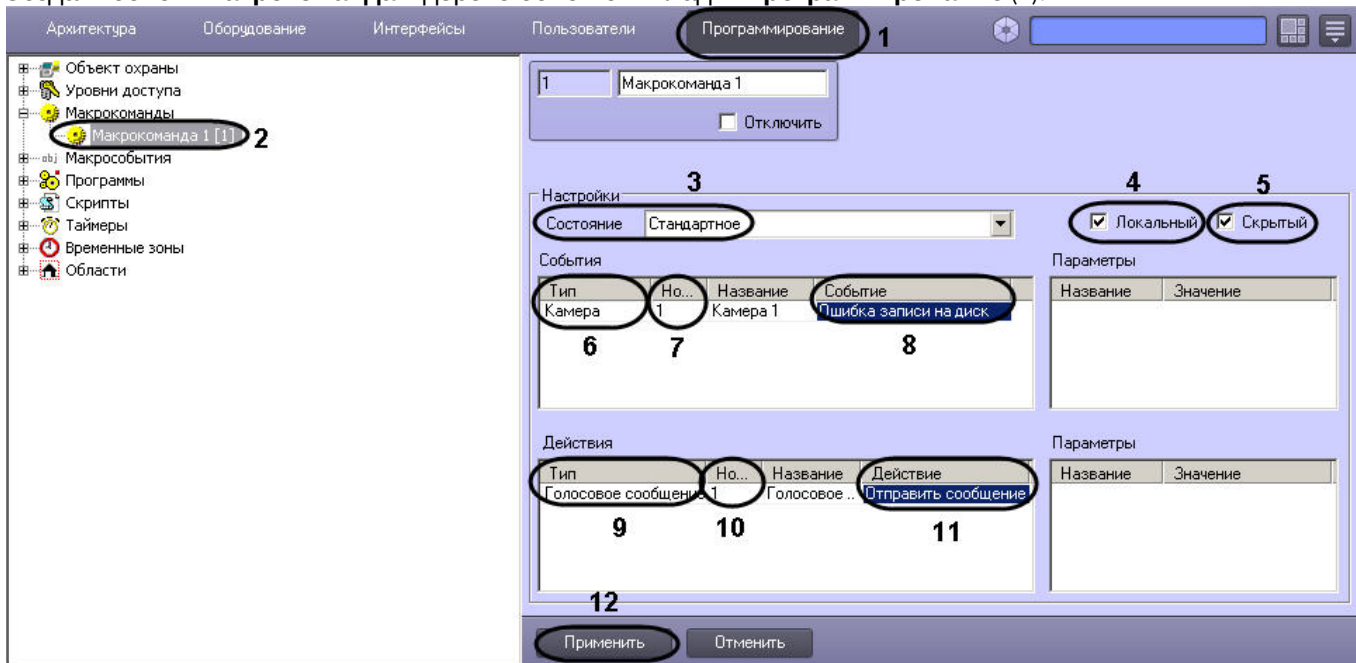 Архитектура Оборудование Интерфейсы Пользователи Программирование 1
Объект охраны
Уровни доступа
Макрокоманды
Макрокоманда 1 [1] 2
obj Макрособытия
Программы
Скрипты
Таймеры
Временные зоны
Области
1 Макрокоманда 1
Отключить
3 4 5
Настройки
Состояние Стандартное Локальный Скрытый
События Параметры
Тип Но... Название Событие Название Значение
Камера 1 Камера 1 Ошибка записи на диск
6 7 8
Действия Параметры
Тип Но... Название Действие Название Значение
Голосовое сообщение 1 Голосовое .. Отправить сообщение
9 10 11
12
Применить Отменить